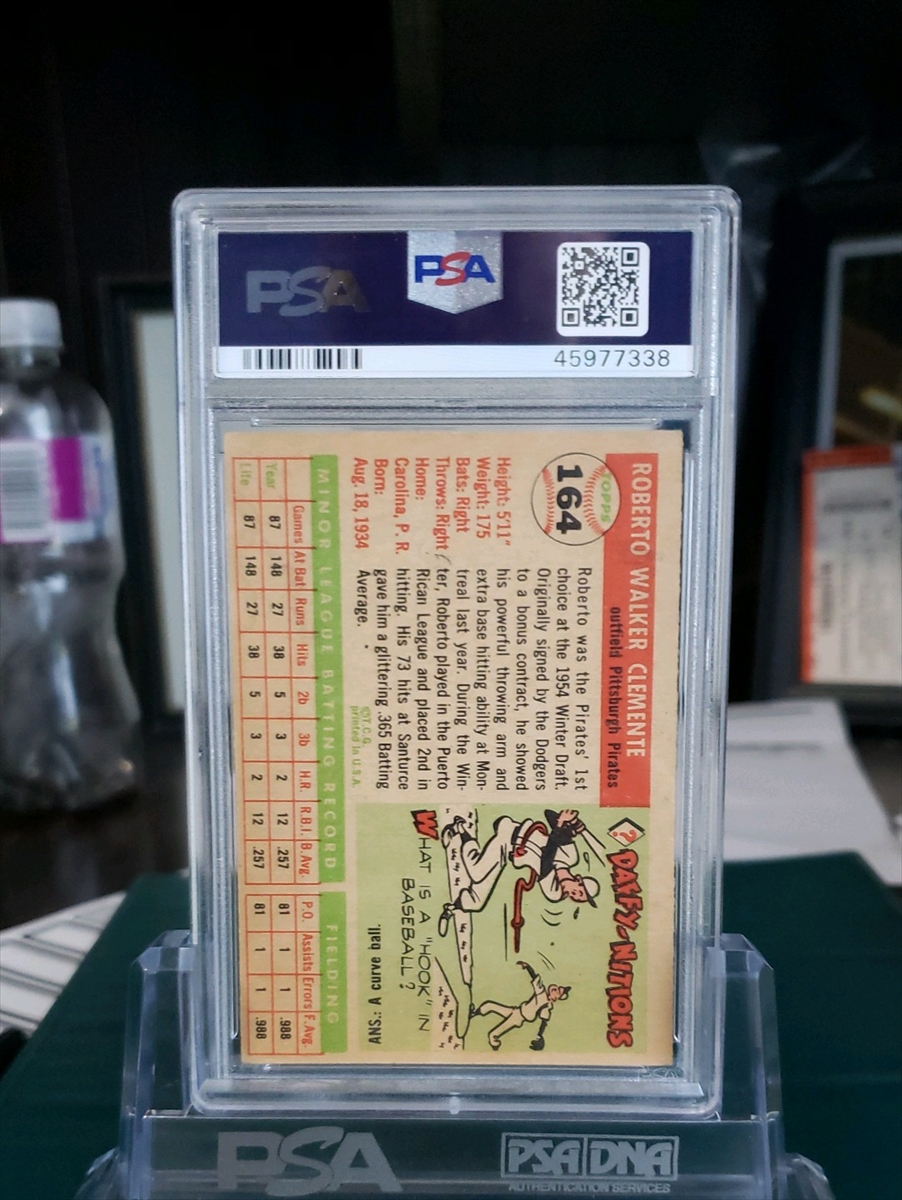 PSA
PSA
45977338
ROBERTO WALKER CLEMENTE
outfield Pittsburgh Pirates
TOPPS
164
Height: 5'11"
Weight: 175
Bats: Right
Throws: Right
Home:
Carolina, P. R.
Born:
Aug. 18, 1934
Roberto was the Pirates' 1st
choice at the 1954 Winter Draft.
Originally signed by the Dodgers
to a bonus contract, he showed
his powerful throwing arm and
extra base hitting ability at Mon-
treal last year. During the Win-
ter, Roberto played in the Puerto
Rican League and placed 2nd in
hitting. His 73 hits at Santurce
gave him a glittering .365 Batting
Average.
©T.C.G.
printed in U.S.A.
? DAFFY-NITIONS
WHAT IS A "HOOK" IN
BASEBALL?
ANS: A curve ball.
MINOR LEAGUE BATTING RECORD FIELDING
Games At Bat Runs Hits 2b 3b H.R. R.B.I. B.Avg. P.O. Assists Errors F.Avg.
Year 87 148 27 38 5 3 2 12 .257 81 1 1 .988
Life 87 148 27 38 5 3 2 12 .257 81 1 1 .988
PSA
PSA DNA
AUTHENTICATION SERVICES